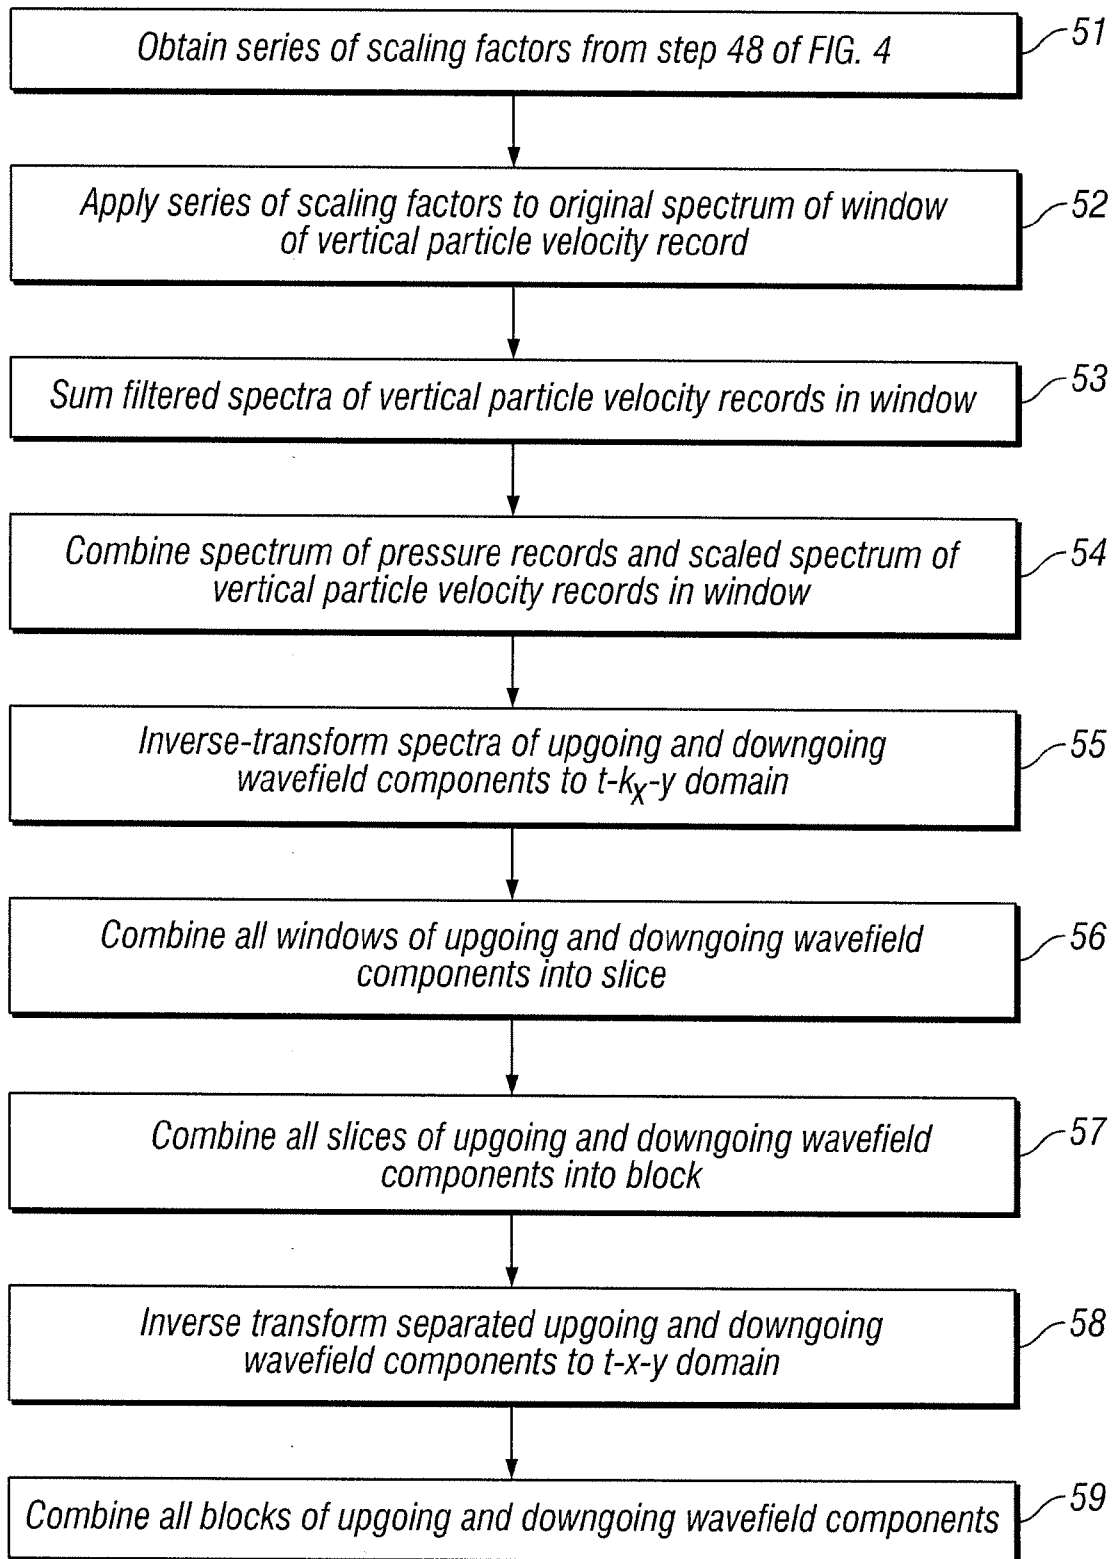 Obtain series of scaling factors from step 48 of FIG. 4
51
Apply series of scaling factors to original spectrum of window
of vertical particle velocity record
52
Sum filtered spectra of vertical particle velocity records in window
53
Combine spectrum of pressure records and scaled spectrum of
vertical particle velocity records in window
54
Inverse-transform spectra of upgoing and downgoing
wavefield components to t-kx-y domain
55
Combine all windows of upgoing and downgoing wavefield
components into slice
56
Combine all slices of upgoing and downgoing wavefield
components into block
57
Inverse transform separated upgoing and downgoing
wavefield components to t-x-y domain
58
Combine all blocks of upgoing and downgoing wavefield components
59